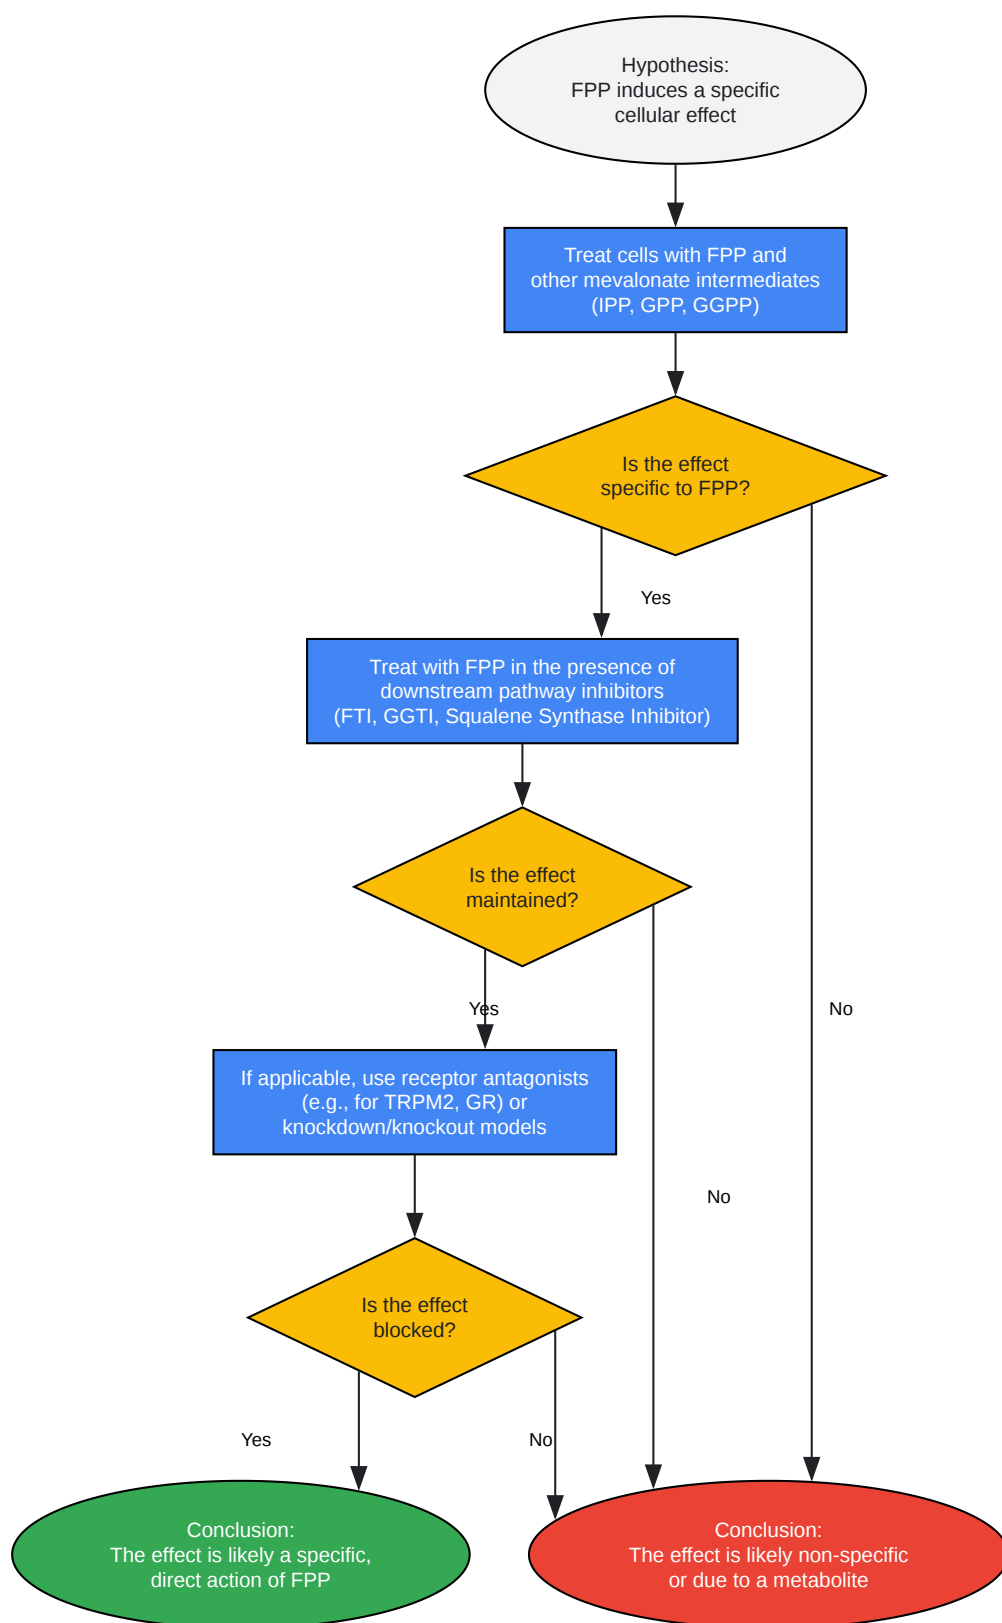 Hypothesis:
FPP induces a specific
cellular effect
Treat cells with FPP and
other mevalonate intermediates
(IPP, GPP, GGPP)
Is the effect
specific to FPP?
Yes
Treat with FPP in the presence of
downstream pathway inhibitors
(FTI, GGTI, Squalene Synthase Inhibitor)
Is the effect
maintained?
Yes
No
If applicable, use receptor antagonists
(e.g., for TRPM2, GR) or
knockdown/knockout models
No
Is the effect
blocked?
Yes
No
Conclusion:
The effect is likely a specific,
direct action of FPP
Conclusion:
The effect is likely non-specific
or due to a metabolite